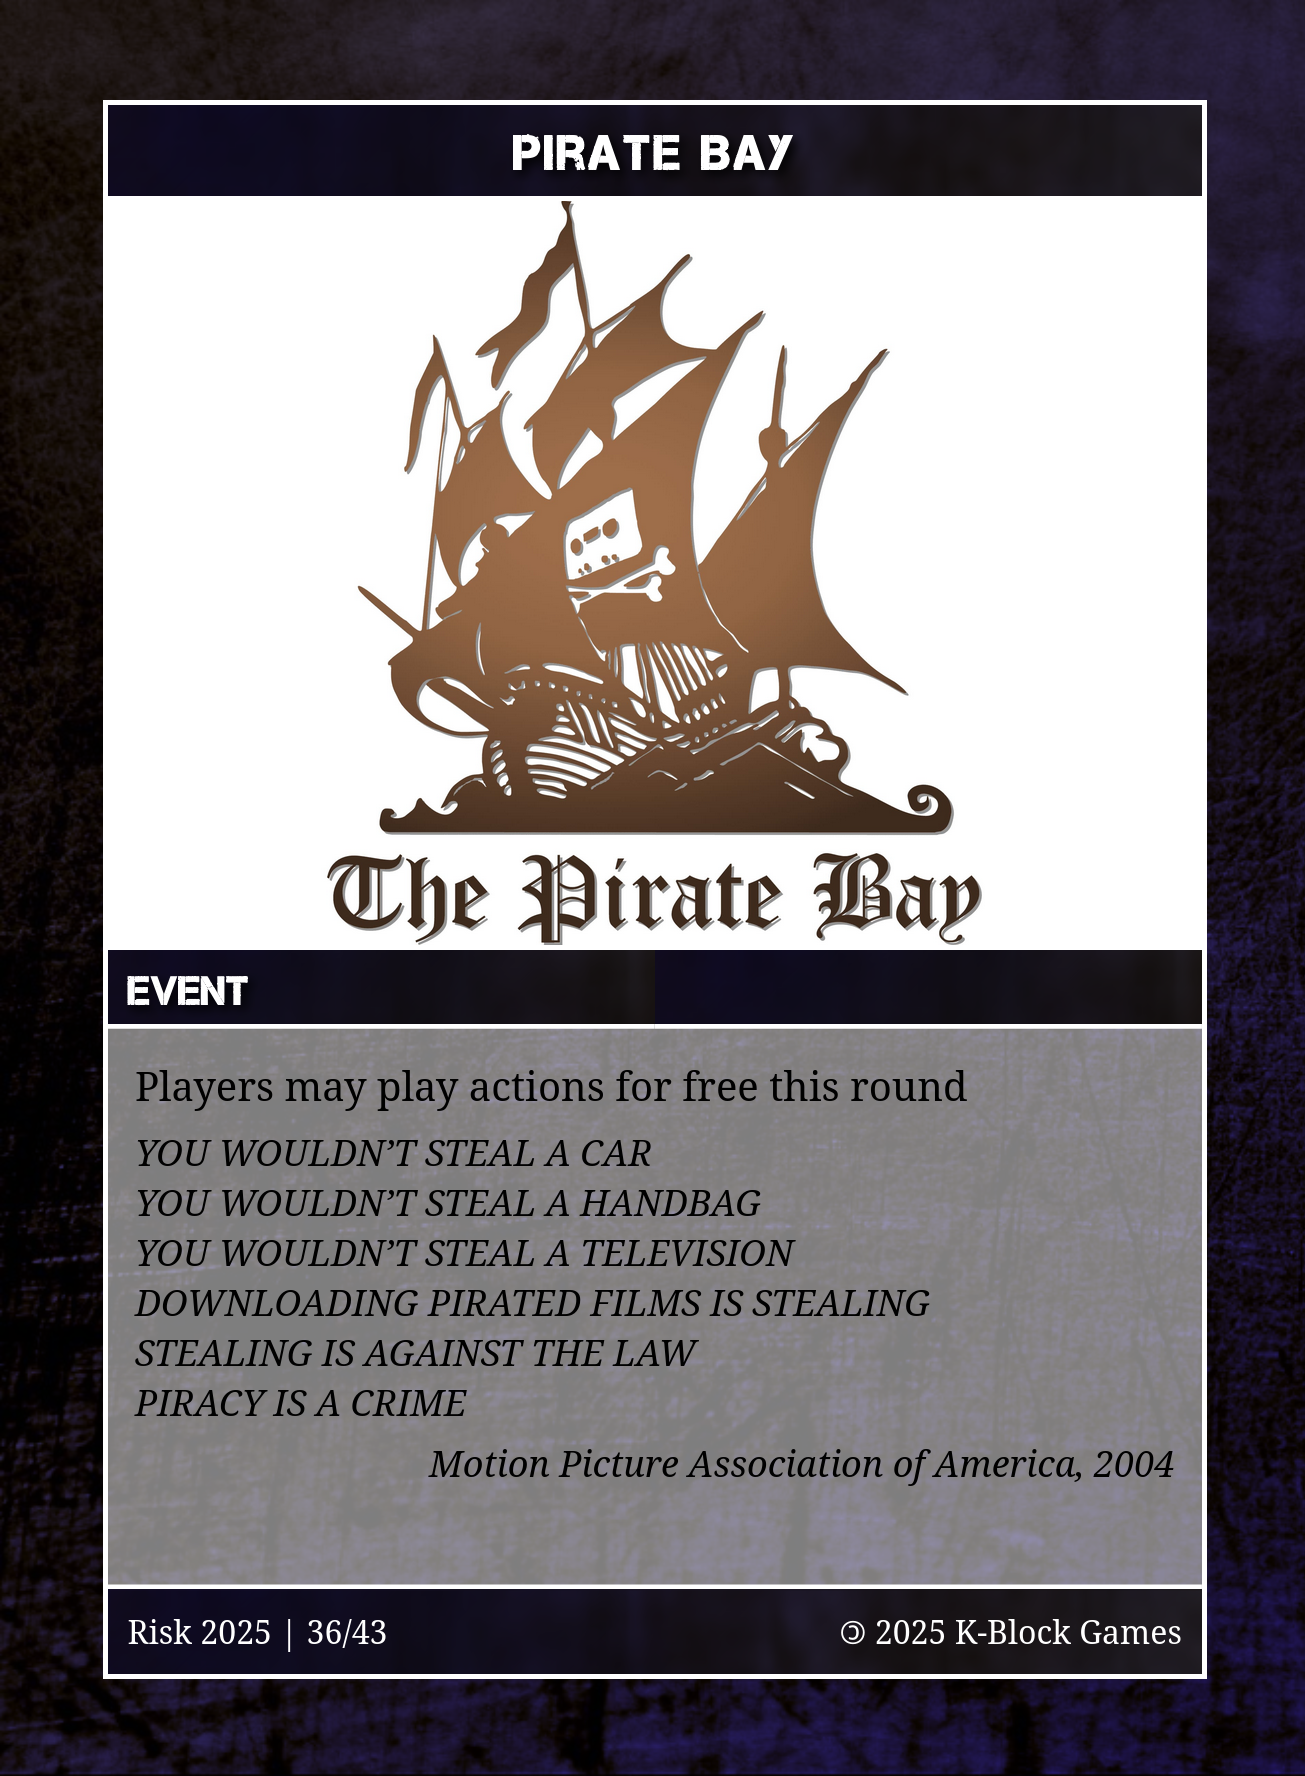 PIRATE BAY
The Pirate Bay
EVENT
Players may play actions for free this round
YOU WOULDN’T STEAL A CAR
YOU WOULDN’T STEAL A HANDBAG
YOU WOULDN’T STEAL A TELEVISION
DOWNLOADING PIRATED FILMS IS STEALING
STEALING IS AGAINST THE LAW
PIRACY IS A CRIME
Motion Picture Association of America, 2004
Risk 2025 | 36/43
🄯 2025 K-Block Games